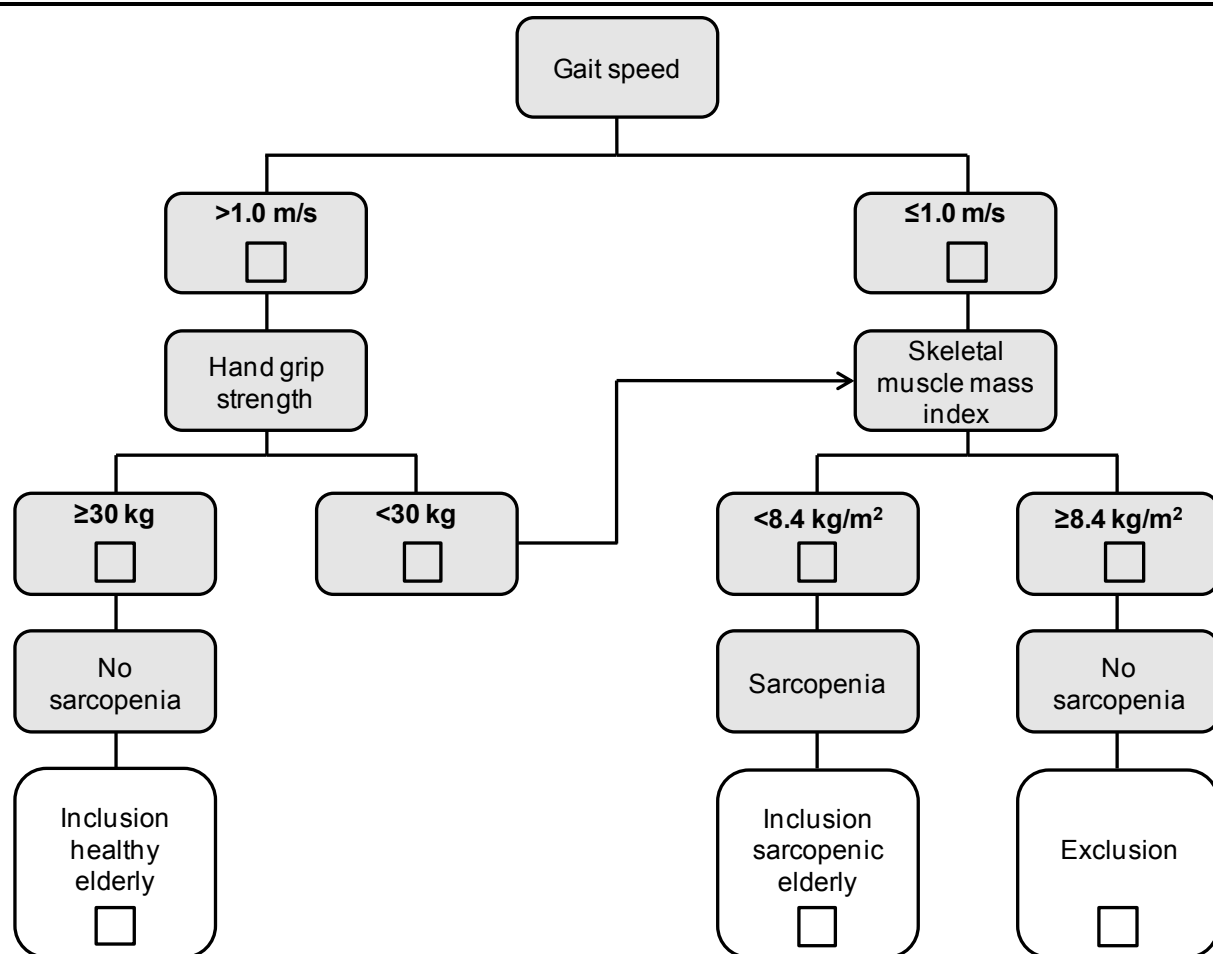 Gait speed
>1.0 m/s
≤1.0 m/s
Hand grip
strength
Skeletal
muscle mass
index
≥30 kg
<30 kg
<8.4 kg/m²
≥8.4 kg/m²
No
sarcopenia
Sarcopenia
No
sarcopenia
Inclusion
healthy
elderly
Inclusion
sarcopenic
elderly
Exclusion